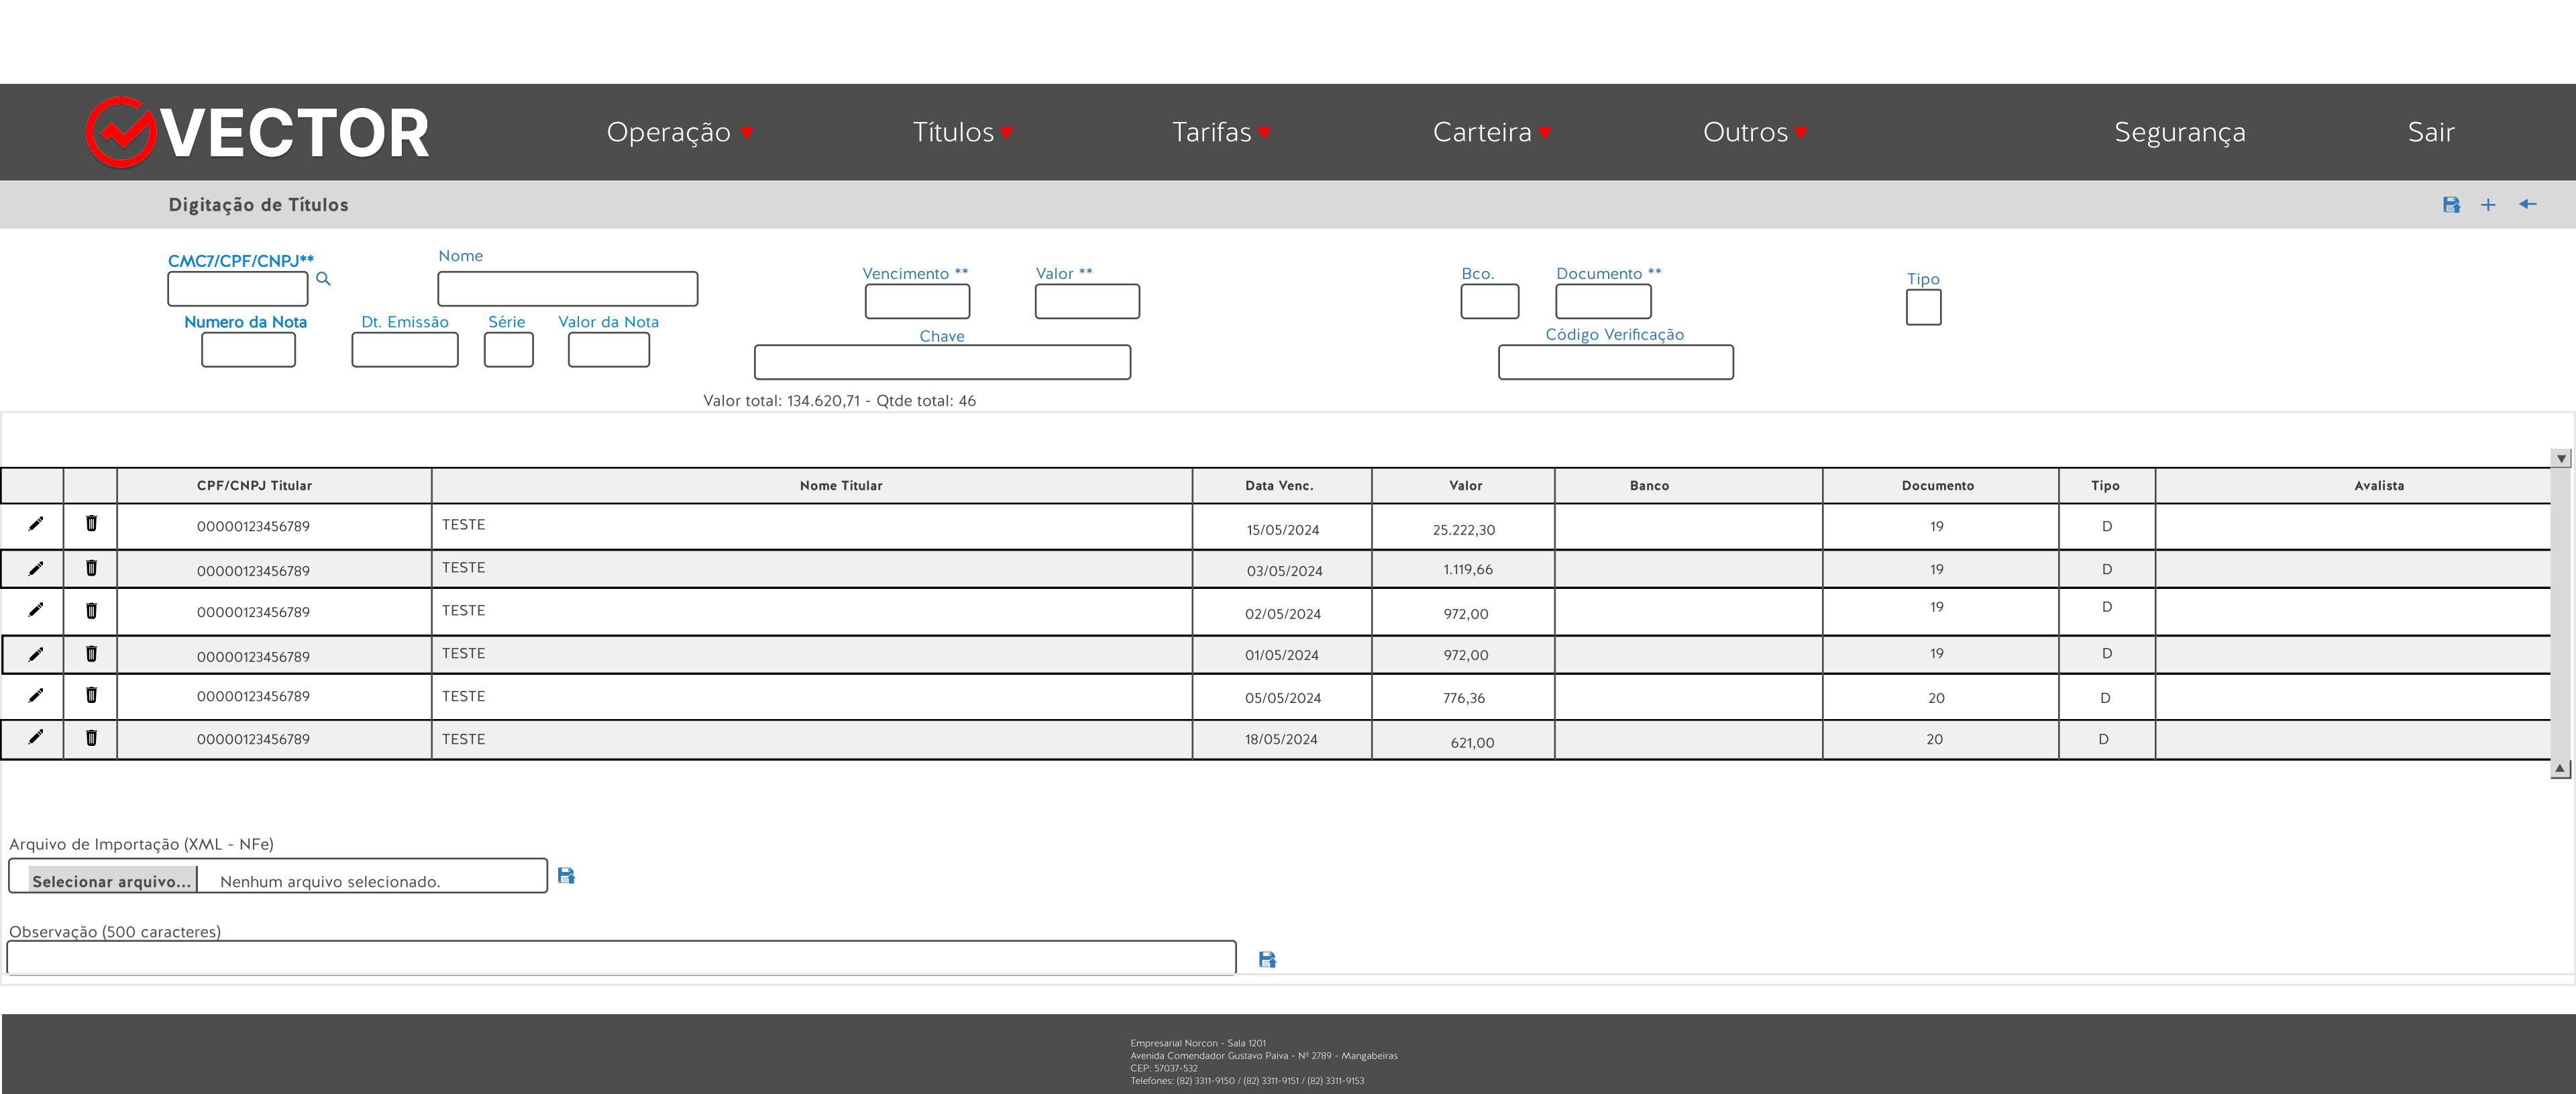 VECTOR
Operação Títulos Tarifas Carteira Outros Segurança Sair
Digitação de Títulos
CMC7/CPF/CNPJ** Nome Vencimento ** Valor ** Bco. Documento ** Tipo
Numero da Nota Dt. Emissão Série Valor da Nota Chave Código Verificação
Valor total: 134.620,71 - Qtde total: 46
CPF/CNPJ Titular Nome Titular Data Venc. Valor Banco Documento Tipo Avalista
00000123456789 TESTE 15/05/2024 25.222,30 19 D
00000123456789 TESTE 03/05/2024 1.119,66 19 D
00000123456789 TESTE 02/05/2024 972,00 19 D
00000123456789 TESTE 01/05/2024 972,00 19 D
00000123456789 TESTE 05/05/2024 776,36 20 D
00000123456789 TESTE 18/05/2024 621,00 20 D
Arquivo de Importação (XML - NFe)
Selecionar arquivo... Nenhum arquivo selecionado.
Observação (500 caracteres)
Empresarial Norcon - Sala 1201
Avenida Comendador Gustavo Paiva - Nº 2789 - Mangabeiras
CEP: 57037-532
Telefones: (82) 3311-9150 / (82) 3311-9151 / (82) 3311-9153